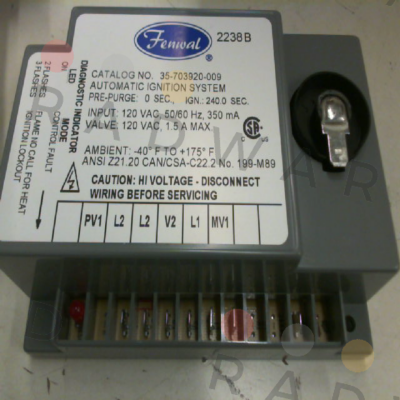 Fenwal
2238B
CATALOG NO. 35-703920-009
AUTOMATIC IGNITION SYSTEM
PRE-PURGE: 0 SEC. IGN.: 240.0 SEC.
INPUT: 120 VAC, 50/60 Hz, 350 mA
VALVE: 120 VAC, 1.5 A MAX.
AMBIENT: -40° F TO +175° F
ANSI Z21.20 CAN/CSA-C22.2 No. 199-M89
CAUTION: HI VOLTAGE - DISCONNECT
WIRING BEFORE SERVICING
PV1 L2 L2 V2 L1 MV1
DIAGNOSTIC INDICATOR
LED MODE
ON CONTROL FAULT
2 FLASHES FLAME NO CALL FOR HEAT
3 FLASHES IGNITION LOCKOUT